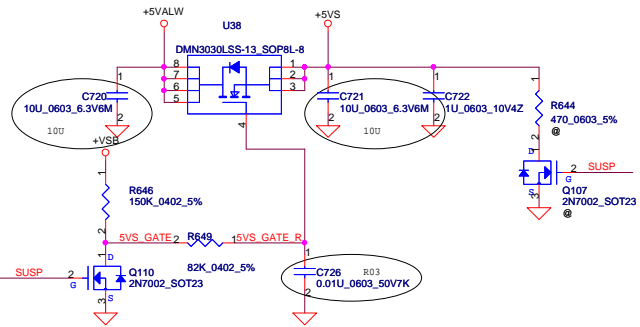 +5VALW
U38
+5VS
DMN3030LSS-13_SOP8L-8
8
7
6
5
1
2
3
4
1
C720
10U_0603_6.3V6M
2
10U
1
C721
10U_0603_6.3V6M
2
10U
1
C722
1U_0603_10V4Z
2
1
R644
470_0603_5%
@
2
+VSB
1
R646
150K_0402_5%
2
5VS_GATE
2
R649
1
5VS_GATE_R
82K_0402_5%
SUSP
2
G
1
D
S
3
Q110
2N7002_SOT23
1
C726
0.01U_0603_50V7K
2
R03
1
D
S
3
G
2
SUSP
Q107
2N7002_SOT23
@